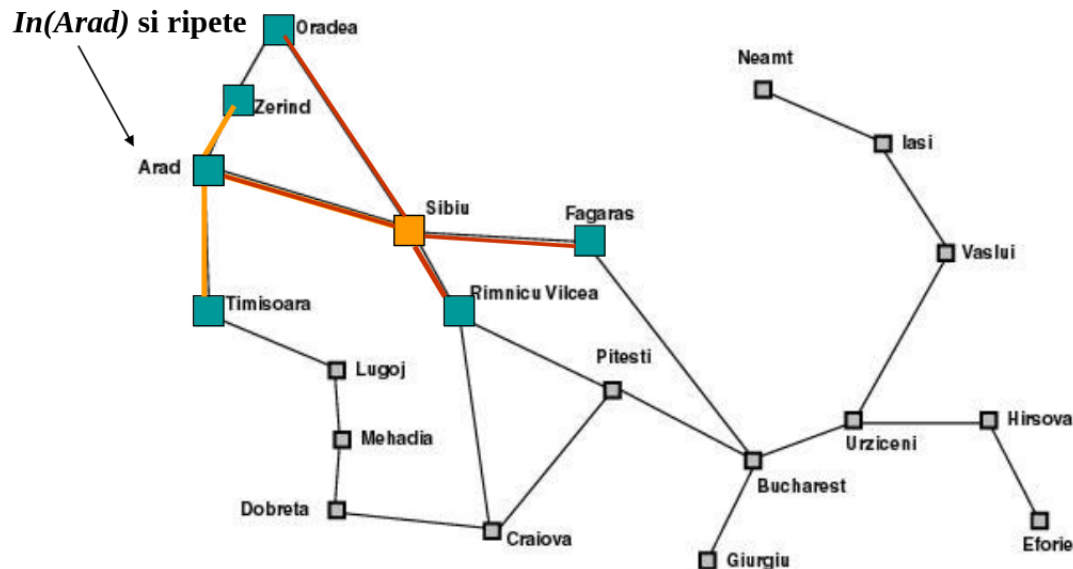 In(Arad) si ripete
Oradea
Neamt
Zerind
Iasi
Arad
Sibiu
Fagaras
Vaslui
Timisoara
Rimnicu Vilcea
Pitesti
Lugoj
Hirsova
Mehadia
Urziceni
Bucharest
Dobreta
Craiova
Eforie
Giurgiu